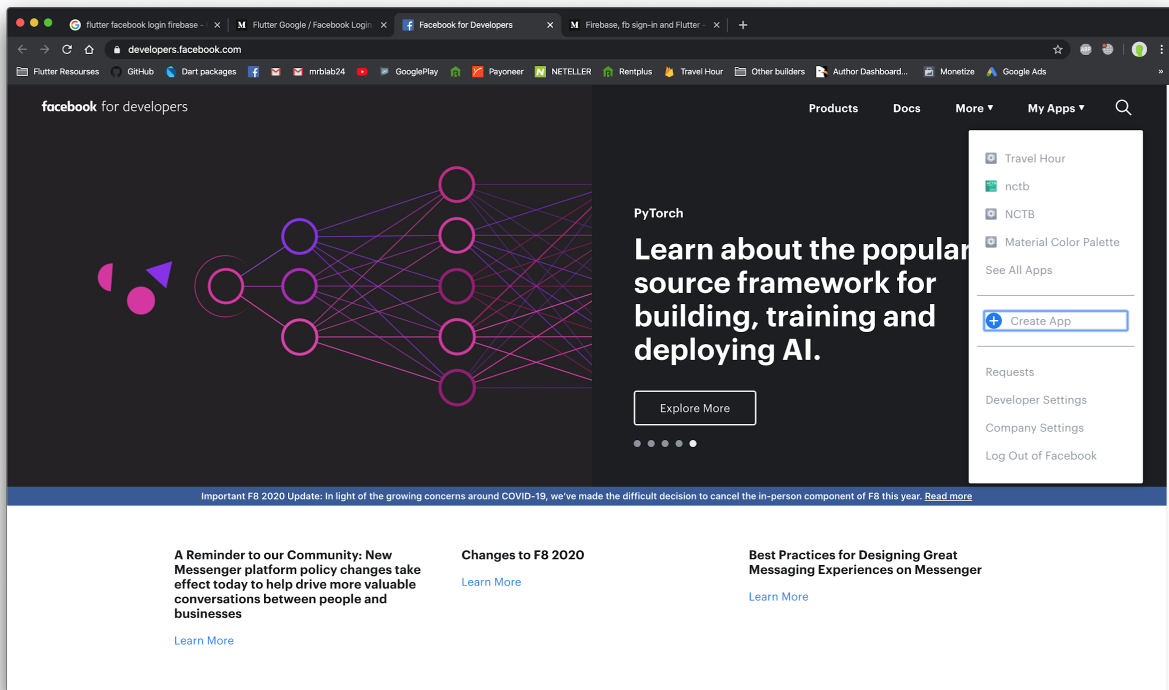 flutter facebook login firebase -
Flutter Google / Facebook Login
Facebook for Developers
Firebase, fb sign-in and Flutter -
developers.facebook.com
ABP
Flutter Resourses
GitHub
Dart packages
mrblab24
GooglePlay
Payoneer
NETELLER
Rentplus
Travel Hour
Other builders
Author Dashboard...
Monetize
Google Ads
»
facebook for developers
Products
Docs
More
My Apps
Travel Hour
nctb
NCTB
Material Color Palette
See All Apps
Create App
Requests
Developer Settings
Company Settings
Log Out of Facebook
PyTorch
Learn about the popular
source framework for
building, training and
deploying AI.
Explore More
Important F8 2020 Update: In light of the growing concerns around COVID-19, we've made the difficult decision to cancel the in-person component of F8 this year. Read more
A Reminder to our Community: New
Messenger platform policy changes take
effect today to help drive more valuable
conversations between people and
businesses
Learn More
Changes to F8 2020
Learn More
Best Practices for Designing Great
Messaging Experiences on Messenger
Learn More